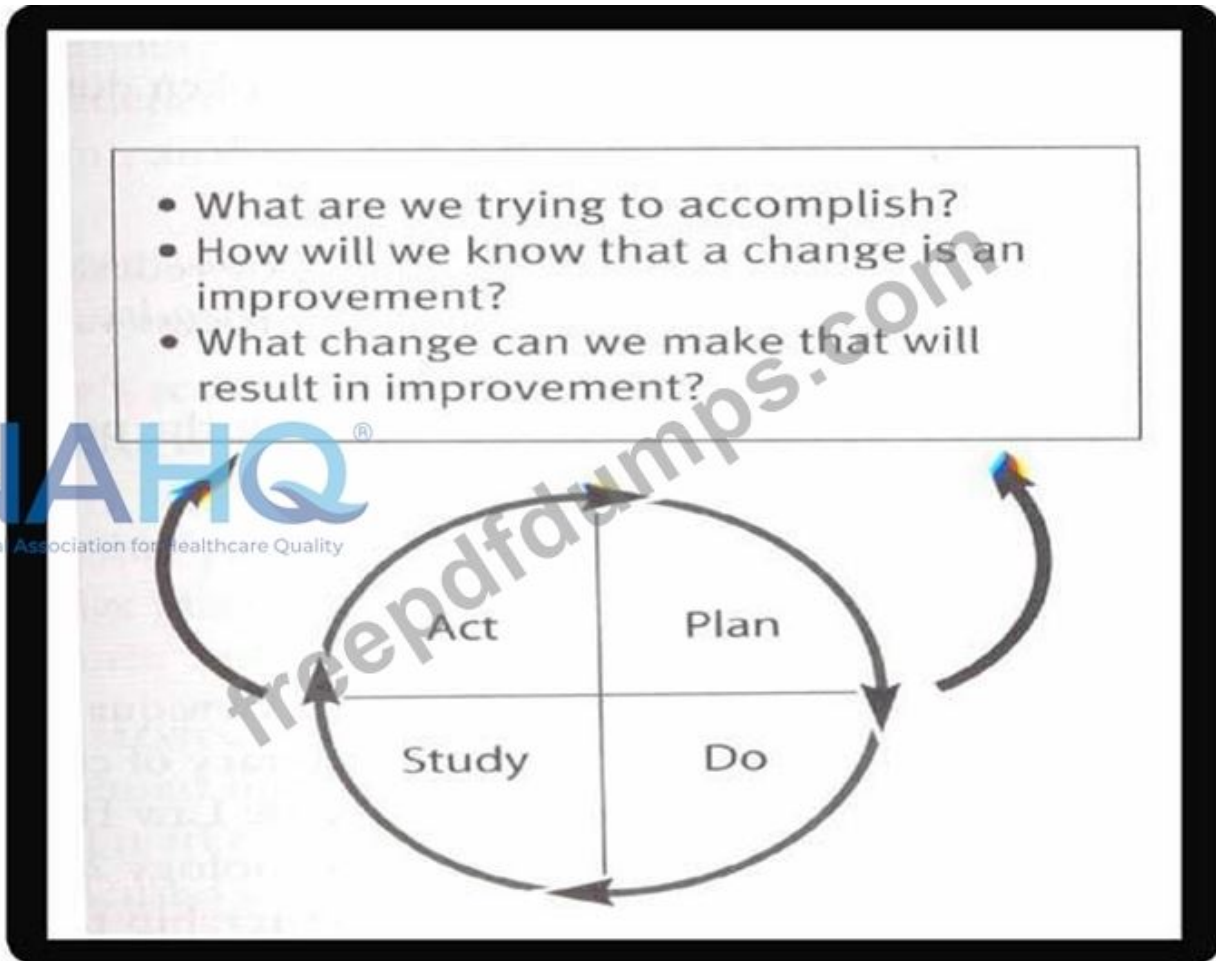 • What are we trying to accomplish?
• How will we know that a change is an
improvement?
• What change can we make that will
result in improvement?
AHQ®
Association for Healthcare Quality
freepdfdumps.com
Act
Plan
Study
Do